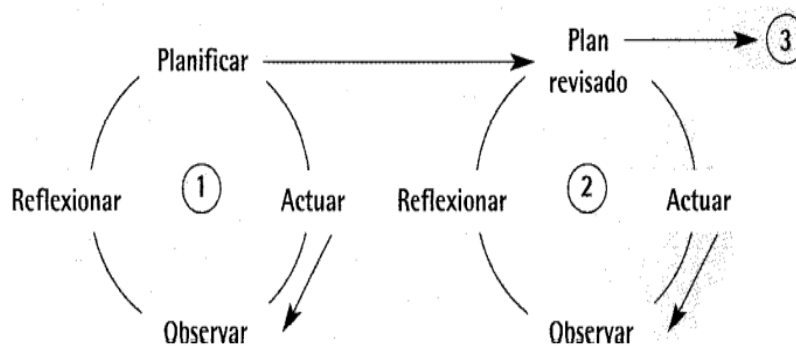 Planificar
Plan
revisado
3
Reflexionar
1
Actuar
Reflexionar
2
Actuar
Observar
Observar